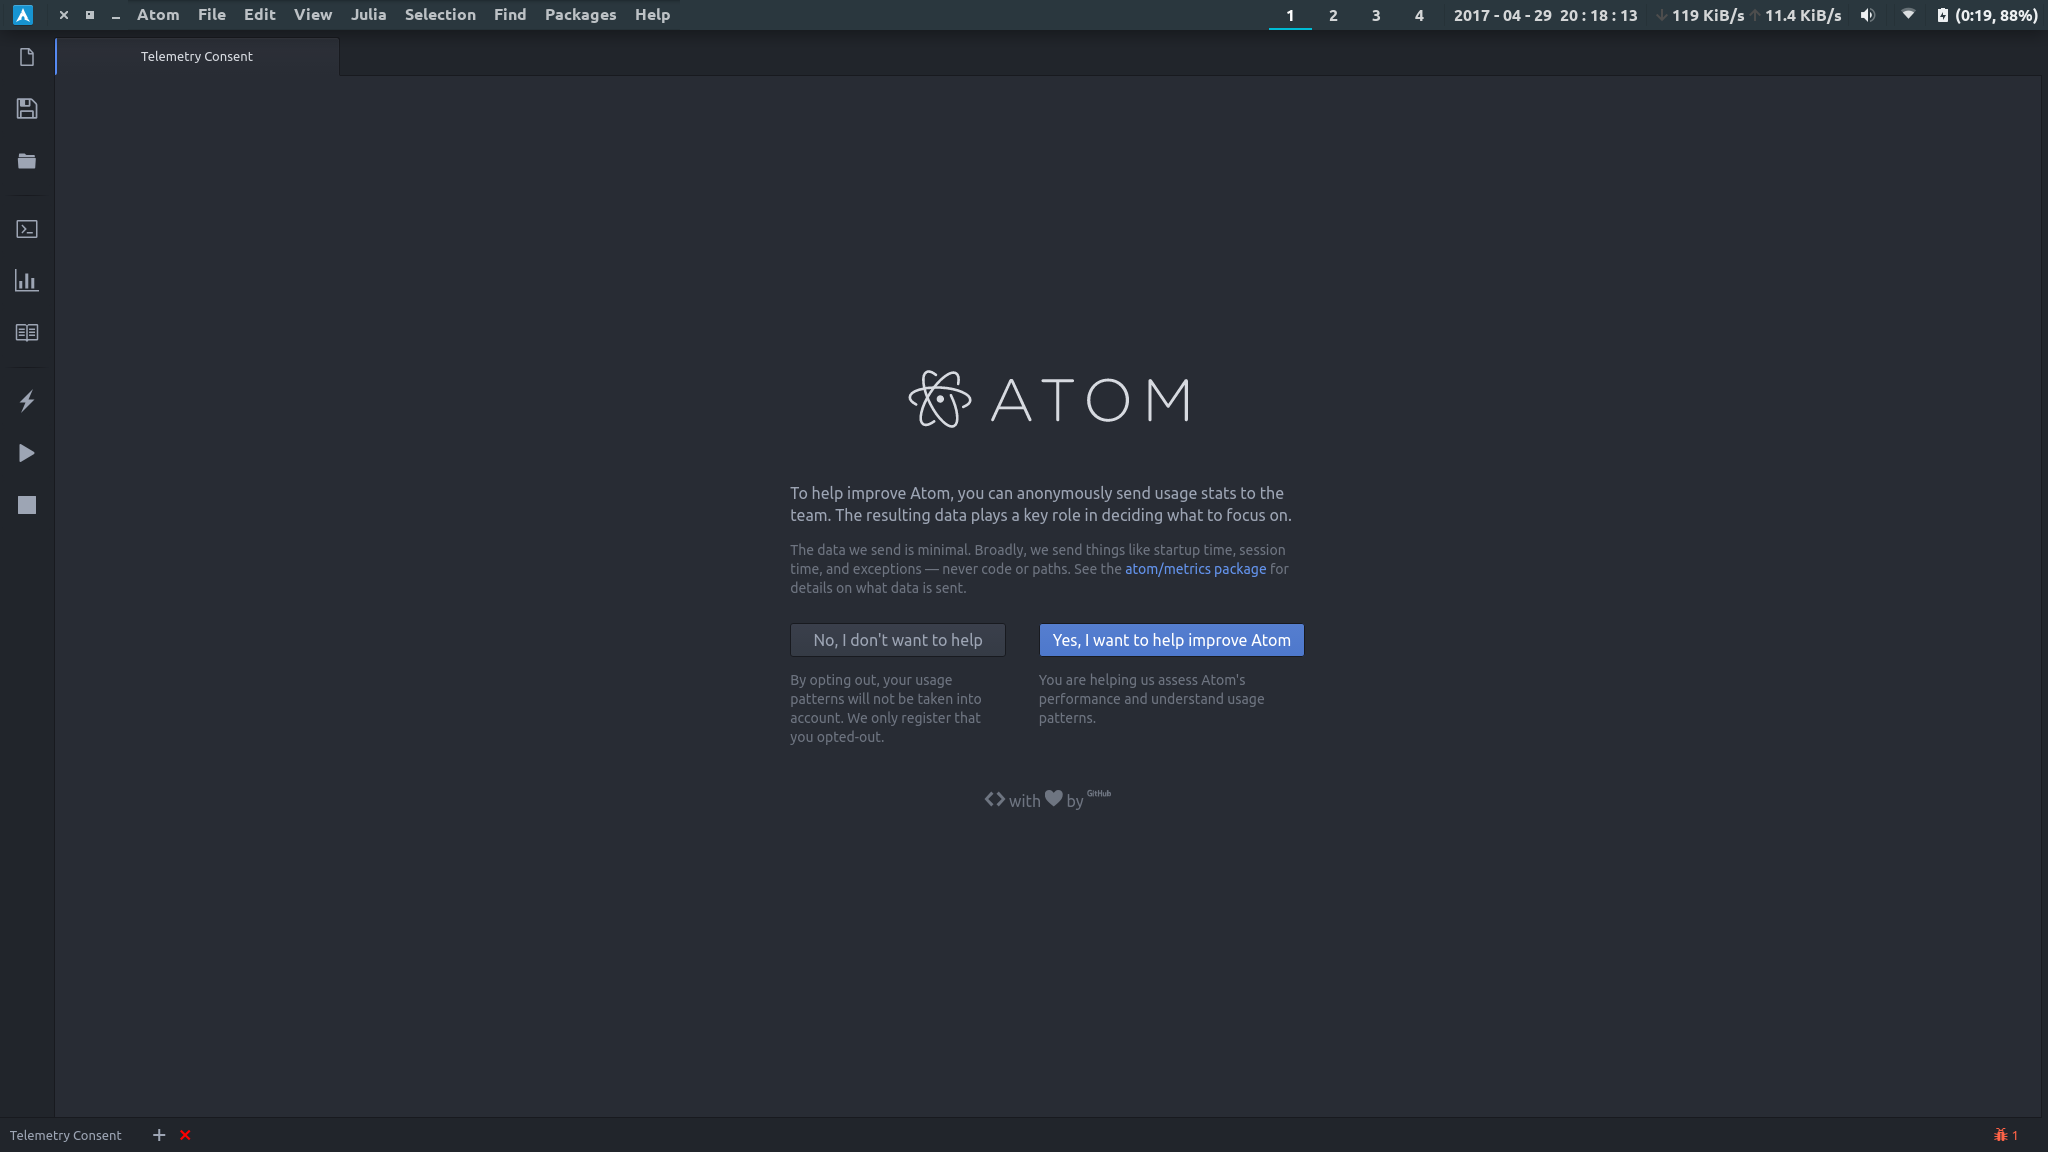 Atom File Edit View Julia Selection Find Packages Help 1 2 3 4 2017 - 04 - 29 20 : 18 : 13 119 KiB/s 11.4 KiB/s (0:19, 88%)
Telemetry Consent
ATOM
To help improve Atom, you can anonymously send usage stats to the
team. The resulting data plays a key role in deciding what to focus on.
The data we send is minimal. Broadly, we send things like startup time, session
time, and exceptions — never code or paths. See the atom/metrics package for
details on what data is sent.
No, I don't want to help
By opting out, your usage
patterns will not be taken into
account. We only register that
you opted-out.
Yes, I want to help improve Atom
You are helping us assess Atom's
performance and understand usage
patterns.
with by GitHub
Telemetry Consent
1